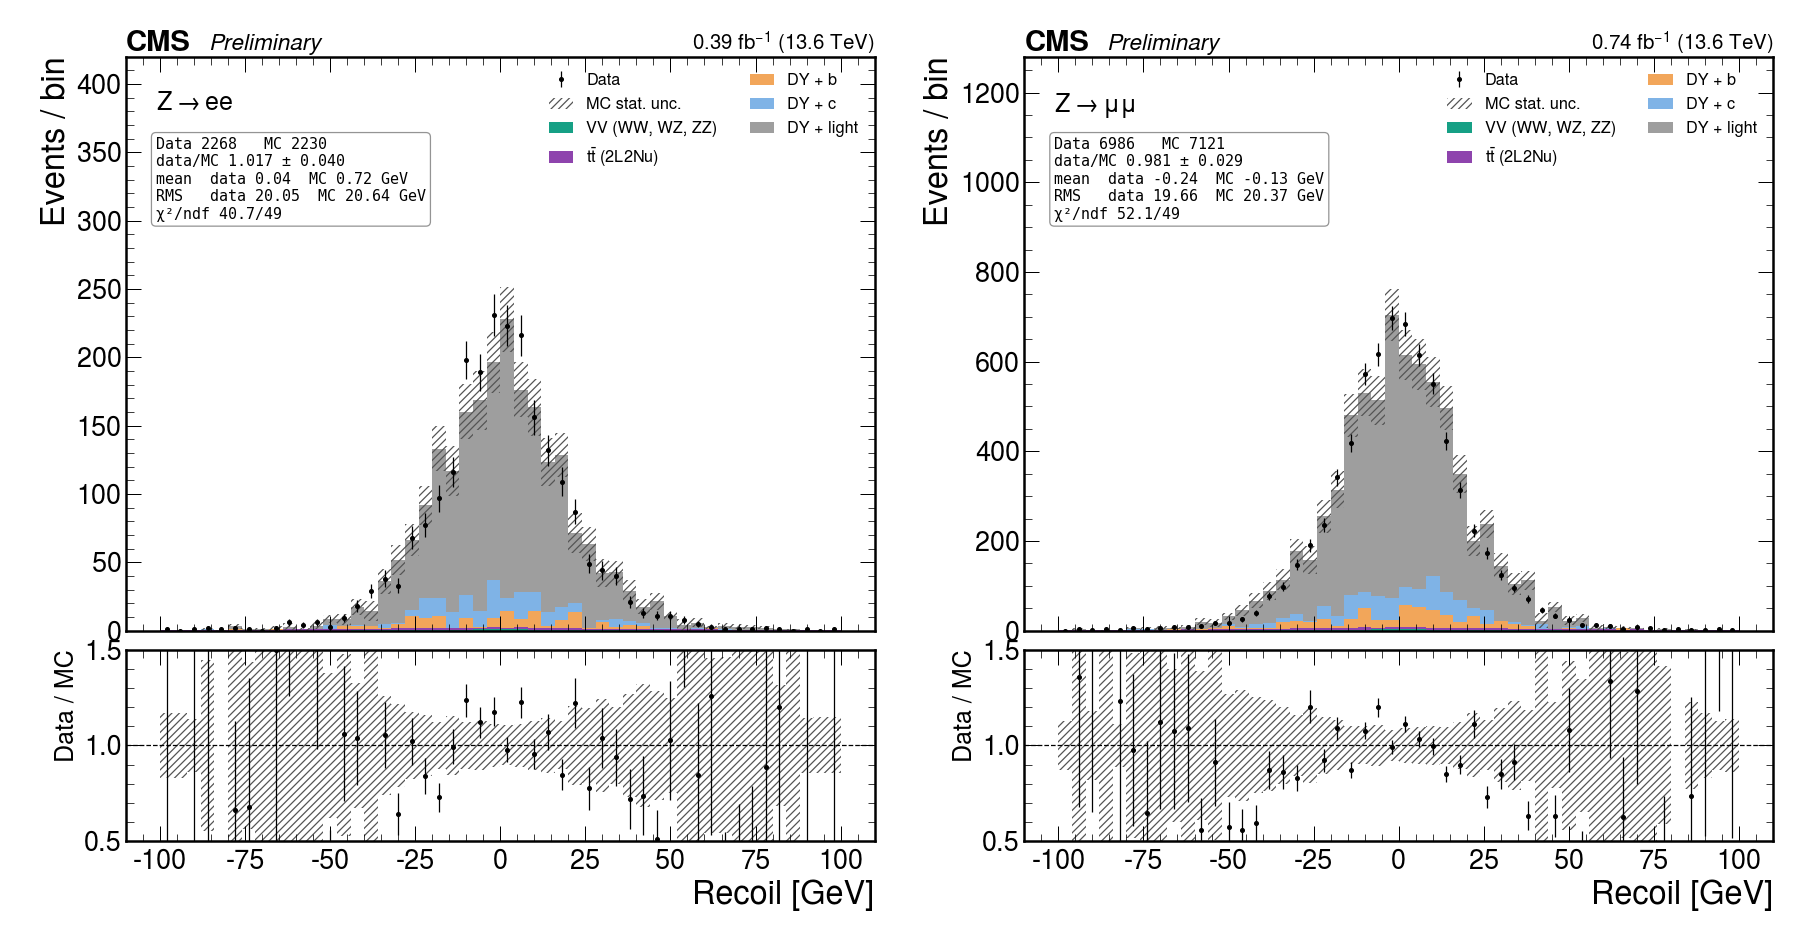 CMS Preliminary 0.39 fb⁻¹ (13.6 TeV)
Events / bin
Z → ee
Data 2268   MC 2230
data/MC 1.017 ± 0.040
mean  data 0.04  MC 0.72 GeV
RMS   data 20.05  MC 20.64 GeV
χ²/ndf 40.7/49
Data
MC stat. unc.
VV (WW, WZ, ZZ)
tt̄ (2L2Nu)
DY + b
DY + c
DY + light
400
350
300
250
200
150
100
50
0
Data / MC
1.5
1.0
0.5
-100 -75 -50 -25 0 25 50 75 100
Recoil [GeV]
CMS Preliminary 0.74 fb⁻¹ (13.6 TeV)
Events / bin
Z → μμ
Data 6986   MC 7121
data/MC 0.981 ± 0.029
mean  data -0.24  MC -0.13 GeV
RMS   data 19.66  MC 20.37 GeV
χ²/ndf 52.1/49
Data
MC stat. unc.
VV (WW, WZ, ZZ)
tt̄ (2L2Nu)
DY + b
DY + c
DY + light
1200
1000
800
600
400
200
0
Data / MC
1.5
1.0
0.5
-100 -75 -50 -25 0 25 50 75 100
Recoil [GeV]